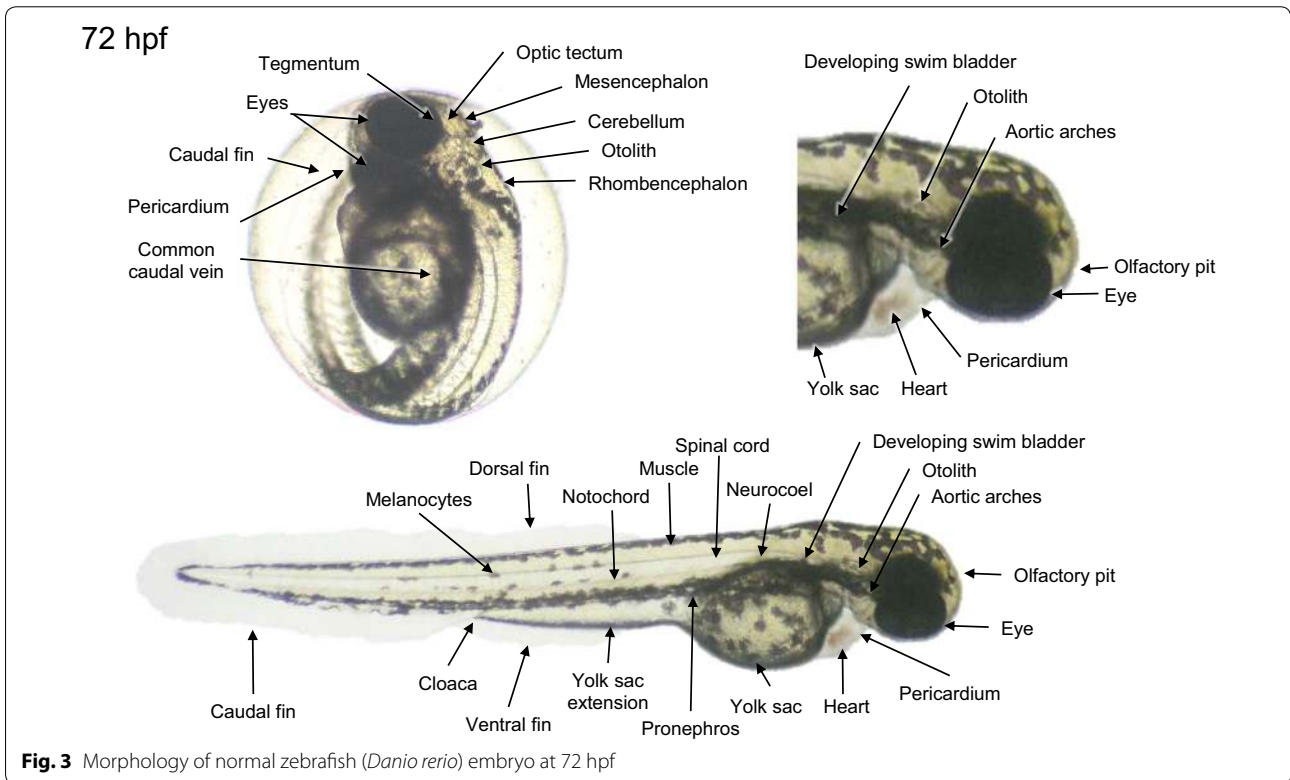 72 hpf
Tegmentum
Optic tectum
Mesencephalon
Eyes
Cerebellum
Caudal fin
Otolith
Rhombencephalon
Pericardium
Common
caudal vein
Developing swim bladder
Otolith
Aortic arches
Olfactory pit
Eye
Pericardium
Yolk sac
Heart
Dorsal fin
Melanocytes
Notochord
Muscle
Spinal cord
Neurocoel
Developing swim bladder
Otolith
Aortic arches
Olfactory pit
Eye
Pericardium
Heart
Yolk sac
Pronephros
Yolk sac
extension
Ventral fin
Cloaca
Caudal fin
Fig. 3 Morphology of normal zebrafish (Danio rerio) embryo at 72 hpf